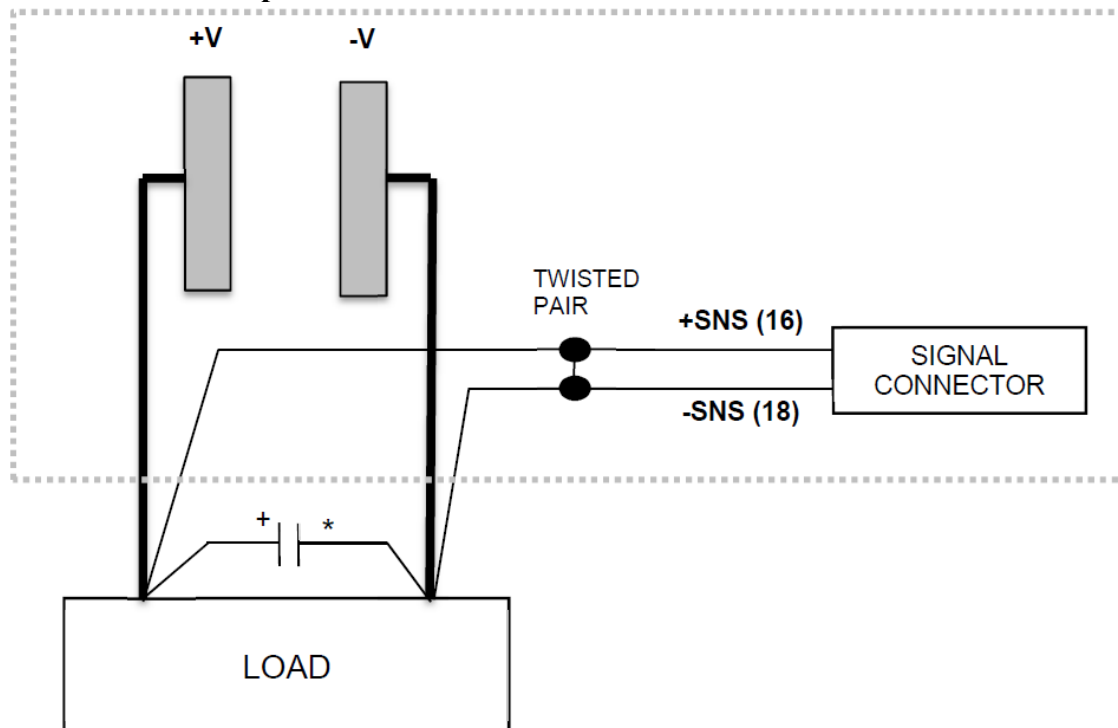 +V
-V
TWISTED
PAIR
+SNS (16)
SIGNAL
CONNECTOR
-SNS (18)
+
*
LOAD